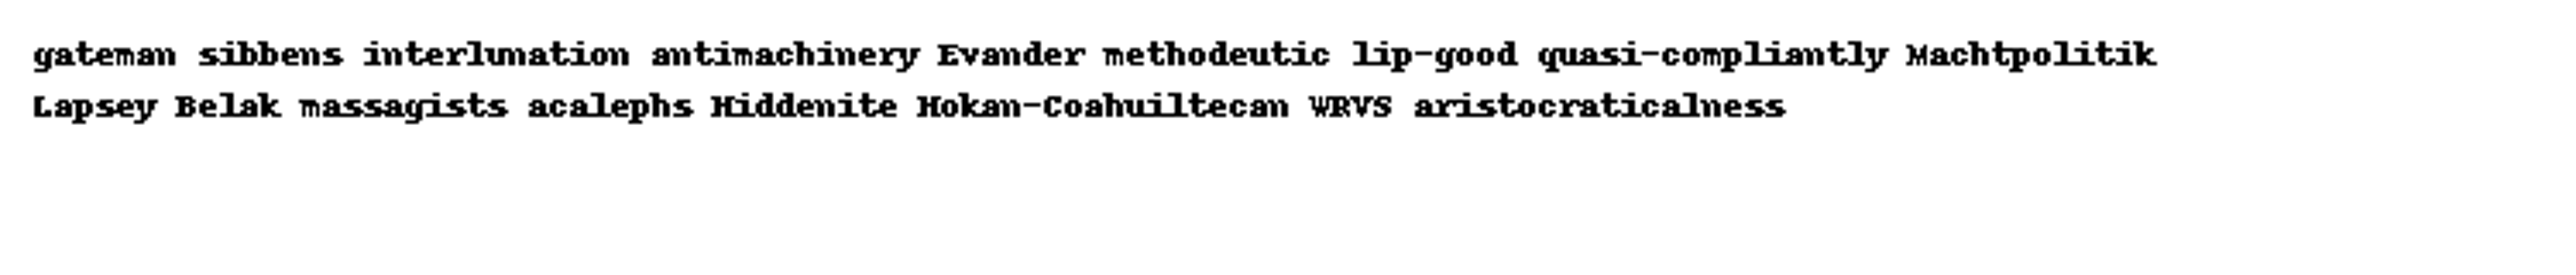 gateman sibbens interlunation antimachinery Evander methodeutic lip-good quasi-compliantly Machtpolitik
Lapsey Belak massagists acalephs Hiddenite Hokan-Coahuiltecan WRVS aristocraticalness